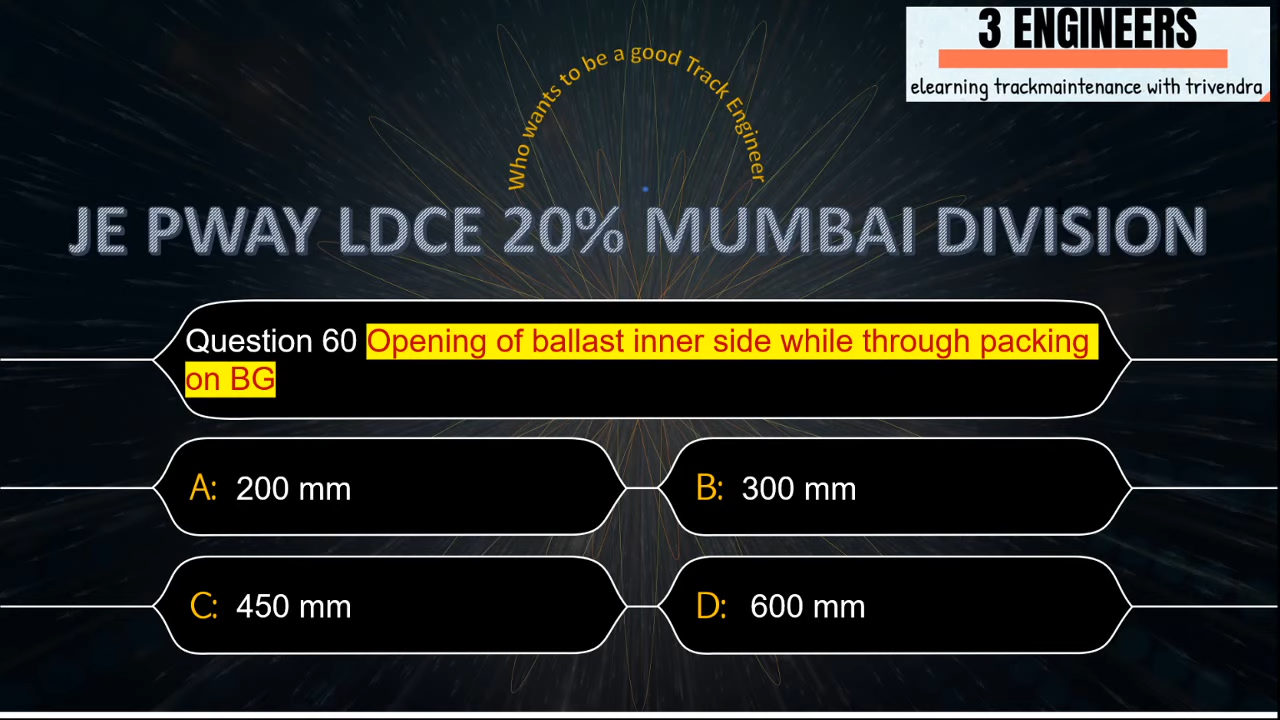 3 ENGINEERS
elearning trackmaintenance with trivendra
Who wants to be a good Track Engineer
JE PWAY LDCE 20% MUMBAI DIVISION
Question 60 Opening of ballast inner side while through packing
on BG
A: 200 mm
B: 300 mm
C: 450 mm
D: 600 mm